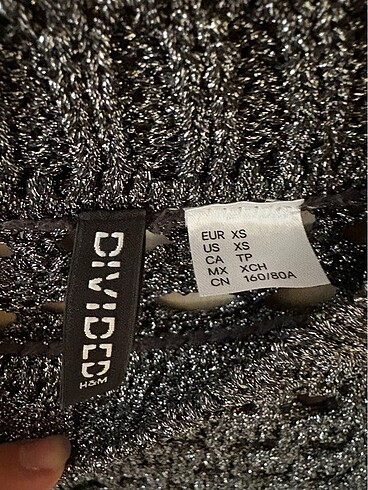 DIVIDED
H&M
EUR XS
US XS
CA TP
MX XCH
CN 160/80A